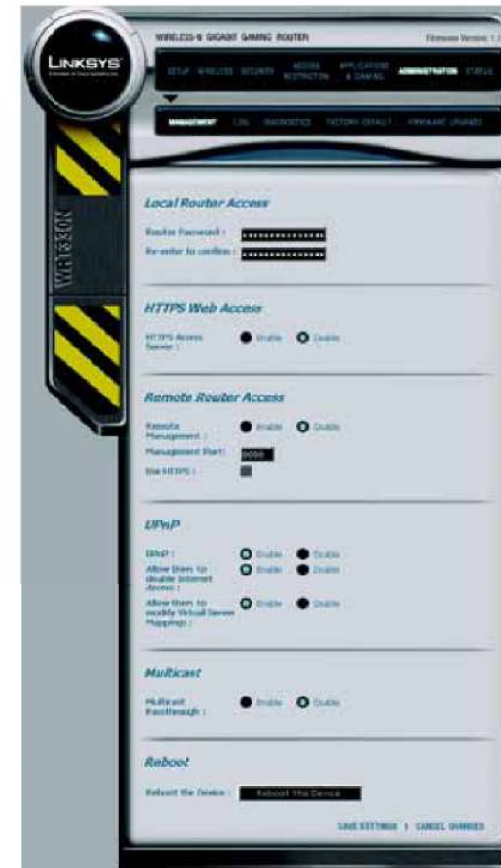 WIRELESS-N GIGABIT GAMING ROUTER
Firmware Version: 1.
LINKSYS
SETUP WIRELESS SECURITY ACCESS RESTRICTION APPLICATIONS & GAMING ADMINISTRATION STATUS
MANAGEMENT LOG DIAGNOSTICS FACTORY DEFAULT FIRMWARE UPGRADE
WRT330N
Local Router Access
Router Password :
Re-enter to confirm :
HTTPS Web Access
HTTPS Access Server : Enable Disable
Remote Router Access
Remote Management : Enable Disable
Management Port: 8080
Use HTTPS :
UPnP
UPnP : Enable Disable
Allow Users to disable Internet Access : Enable Disable
Allow Users to modify Virtual Server Mappings : Enable Disable
Multicast
Multicast Passthrough : Enable Disable
Reboot
Reboot the Device : Reboot the Device
SAVE SETTINGS | CANCEL CHANGES